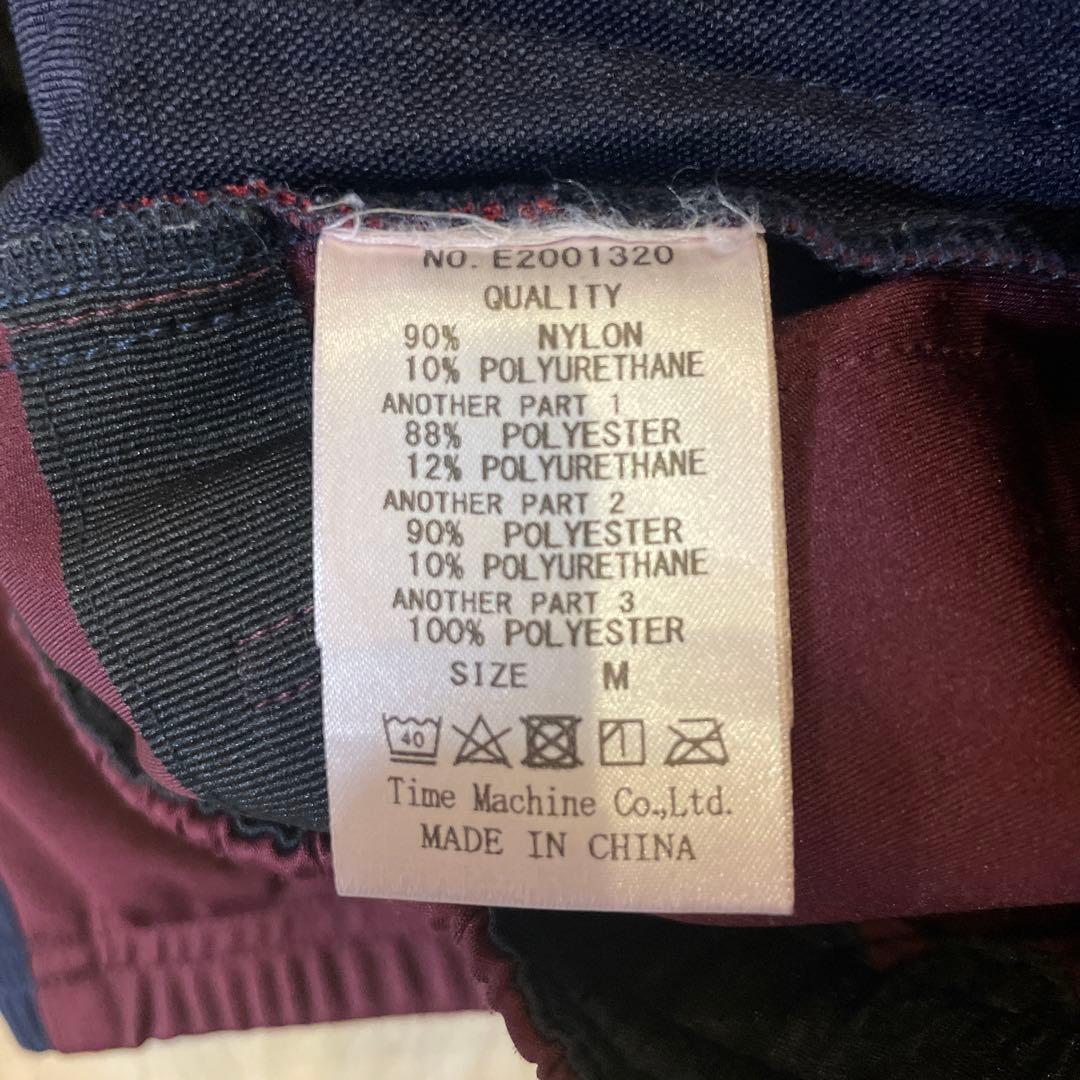 NO. E2001320
QUALITY
90% NYLON
10% POLYURETHANE
ANOTHER PART 1
88% POLYESTER
12% POLYURETHANE
ANOTHER PART 2
90% POLYESTER
10% POLYURETHANE
ANOTHER PART 3
100% POLYESTER
SIZE M
40
Time Machine Co.,Ltd.
MADE IN CHINA